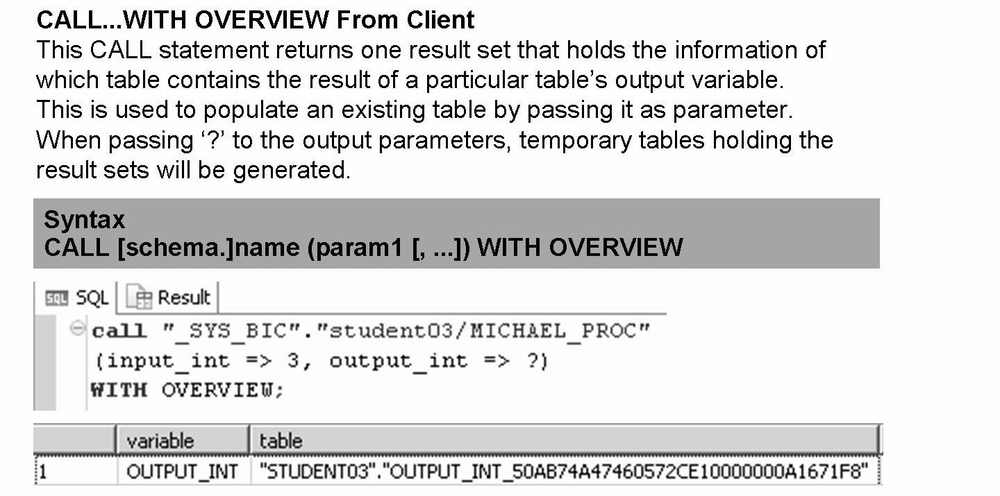 CALL...WITH OVERVIEW From Client
This CALL statement returns one result set that holds the information of
which table contains the result of a particular table’s output variable.
This is used to populate an existing table by passing it as parameter.
When passing ‘?’ to the output parameters, temporary tables holding the
result sets will be generated.
Syntax
CALL [schema.]name (param1 [, ...]) WITH OVERVIEW
SQL SQL Result
call "_SYS_BIC"."student03/MICHAEL_PROC"
(input_int => 3, output_int => ?)
WITH OVERVIEW;
variable table
1 OUTPUT_INT "STUDENT03"."OUTPUT_INT_50AB74A47460572CE10000000A1671F8"